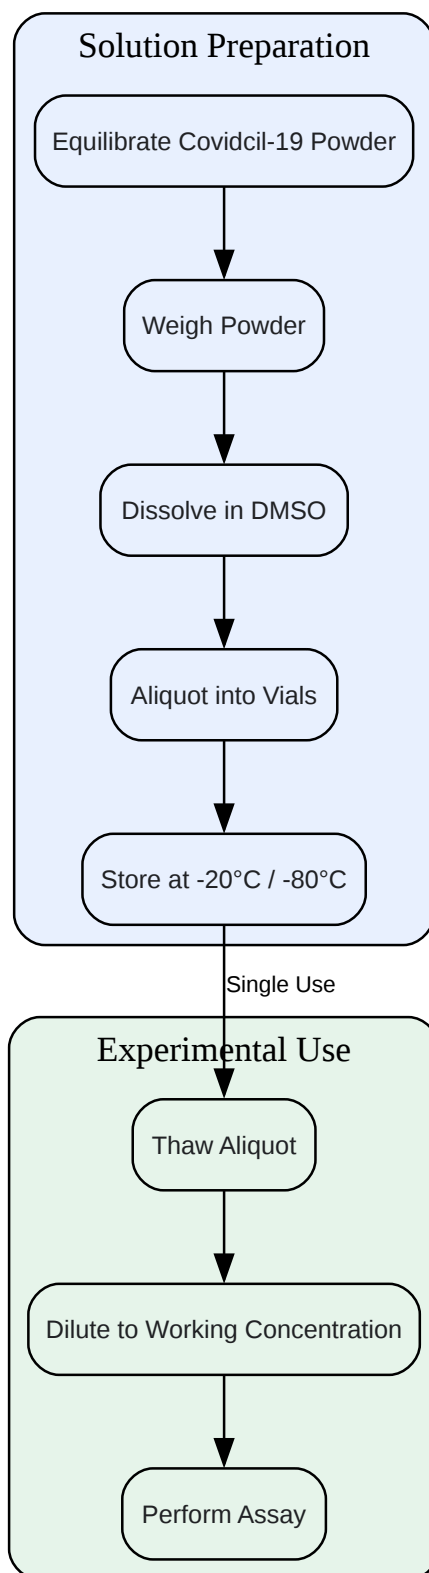 Solution Preparation
Equilibrate Covidcil-19 Powder
Weigh Powder
Dissolve in DMSO
Aliquot into Vials
Store at -20°C / -80°C
Single Use
Experimental Use
Thaw Aliquot
Dilute to Working Concentration
Perform Assay